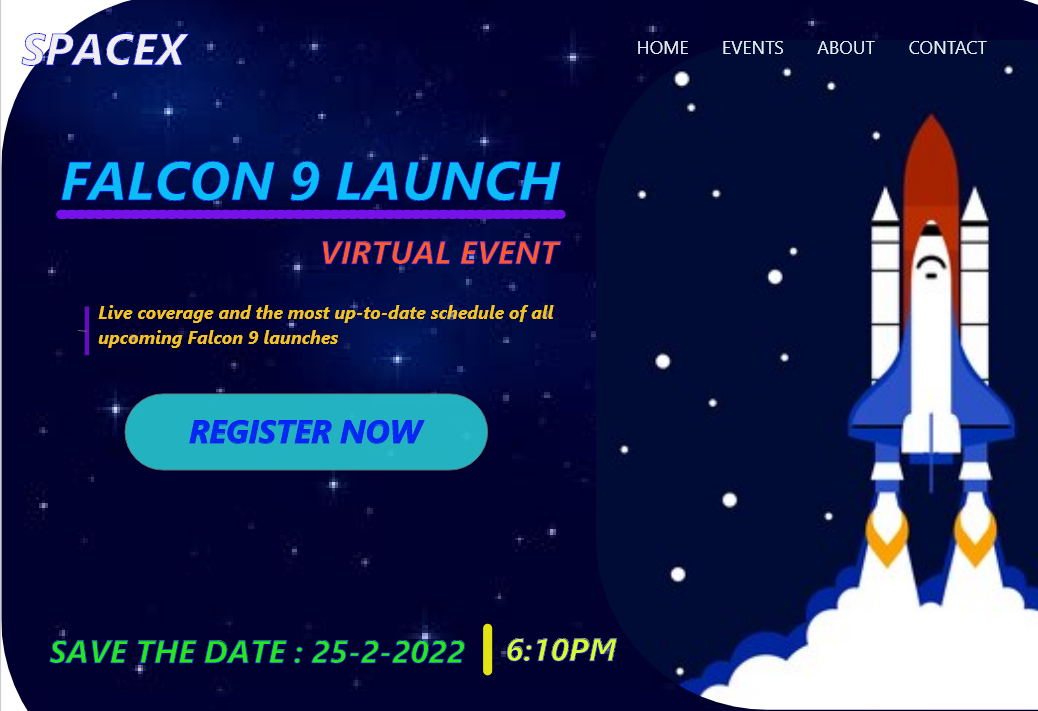 SPACEX
HOME EVENTS ABOUT CONTACT
FALCON 9 LAUNCH
VIRTUAL EVENT
Live coverage and the most up-to-date schedule of all
upcoming Falcon 9 launches
REGISTER NOW
SAVE THE DATE : 25-2-2022 6:10PM